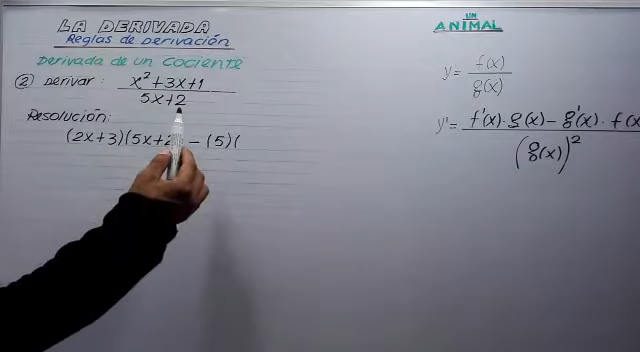 LA DERIVADA
Reglas de Derivación
Derivada de un cociente
② Derivar: x² + 3x + 1 / 5x + 2
Resolución:
(2x+3)(5x+2) - (5)(
UN
ANIMAL
y = f(x) / g(x)
y' = f'(x) · g(x) - g'(x) · f(x / (g(x))²